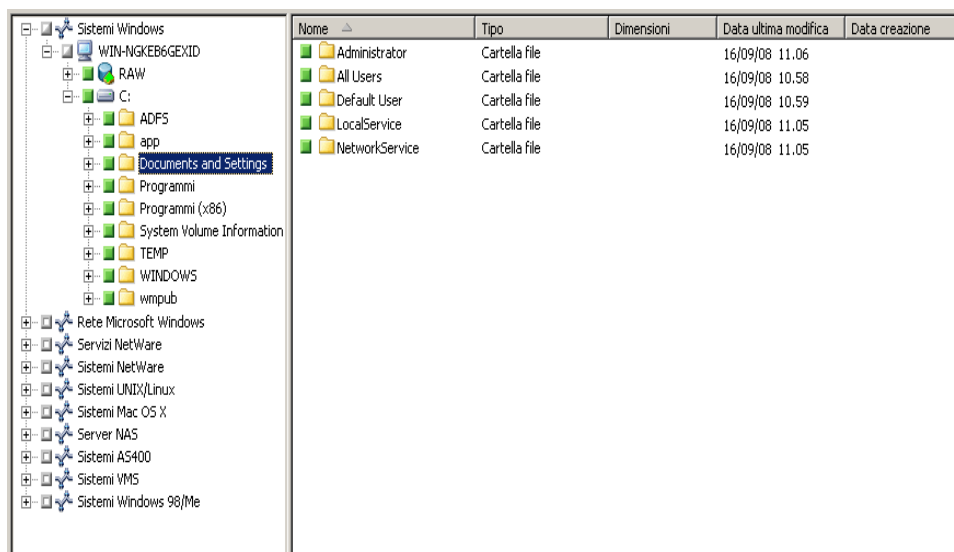 Sistemi Windows
WIN-NGKEB6GEXID
RAW
C:
ADFS
app
Documents and Settings
Programmi
Programmi (x86)
System Volume Information
TEMP
WINDOWS
wmpub
Rete Microsoft Windows
Servizi NetWare
Sistemi NetWare
Sistemi UNIX/Linux
Sistemi Mac OS X
Server NAS
Sistemi AS400
Sistemi VMS
Sistemi Windows 98/Me
Nome Tipo Dimensioni Data ultima modifica Data creazione
Administrator Cartella file 16/09/08 11.06
All Users Cartella file 16/09/08 10.58
Default User Cartella file 16/09/08 10.59
LocalService Cartella file 16/09/08 11.05
NetworkService Cartella file 16/09/08 11.05